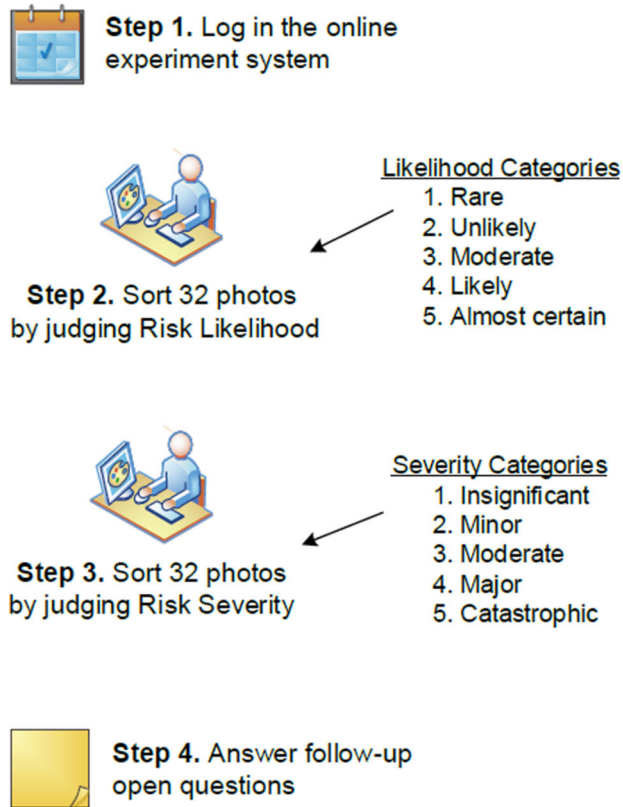 Step 1. Log in the online
experiment system
Likelihood Categories
1. Rare
2. Unlikely
3. Moderate
4. Likely
5. Almost certain
Step 2. Sort 32 photos
by judging Risk Likelihood
Severity Categories
1. Insignificant
2. Minor
3. Moderate
4. Major
5. Catastrophic
Step 3. Sort 32 photos
by judging Risk Severity
Step 4. Answer follow-up
open questions